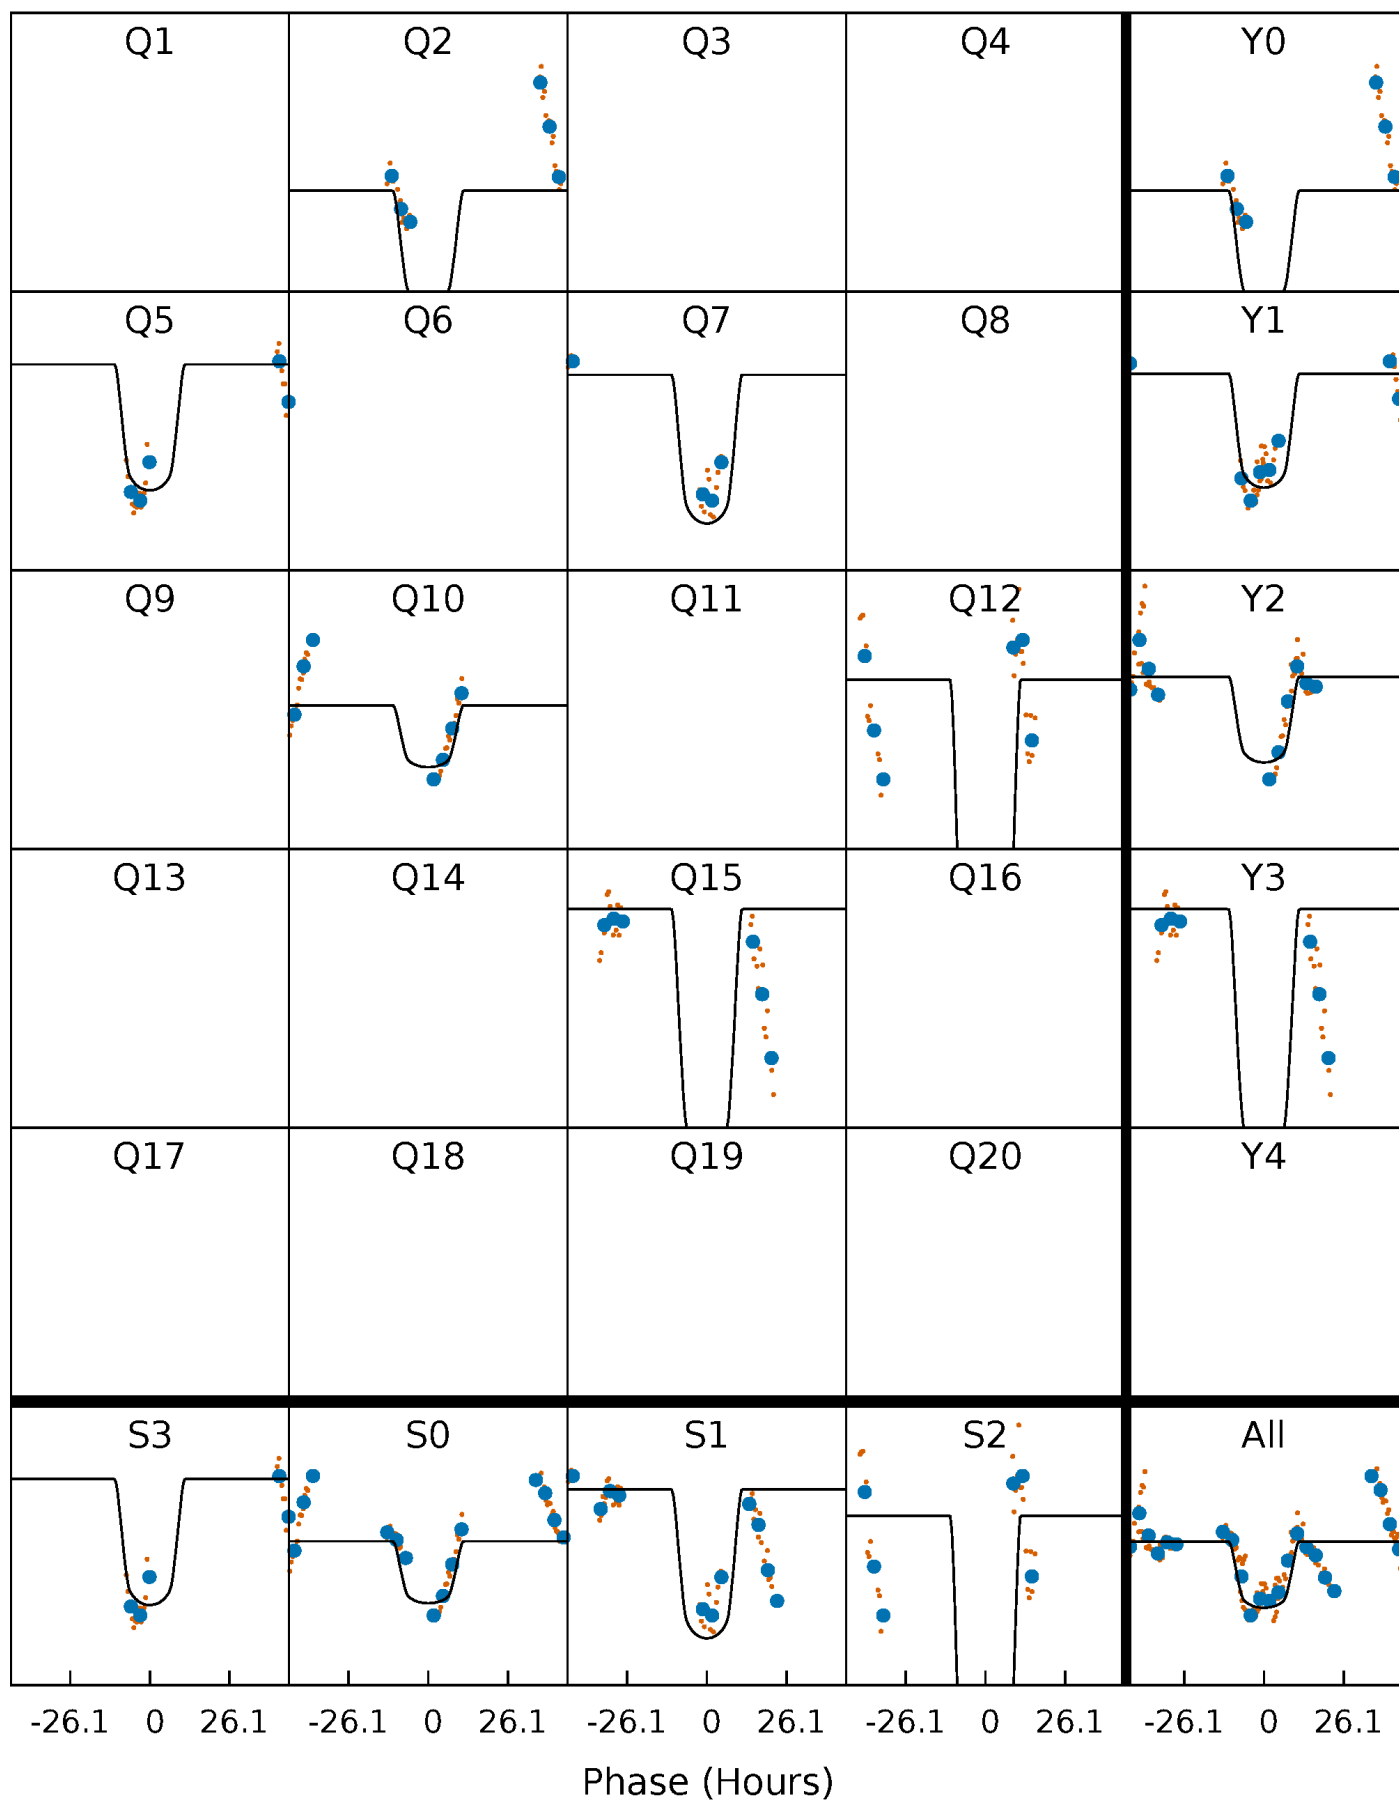 Q1 Q2 Q3 Q4 Y0
Q5 Q6 Q7 Q8 Y1
Q9 Q10 Q11 Q12 Y2
Q13 Q14 Q15 Q16 Y3
Q17 Q18 Q19 Q20 Y4
S3 S0 S1 S2 All
-26.1 0 26.1 -26.1 0 26.1 -26.1 0 26.1 -26.1 0 26.1 -26.1 0 26.1
Phase (Hours)